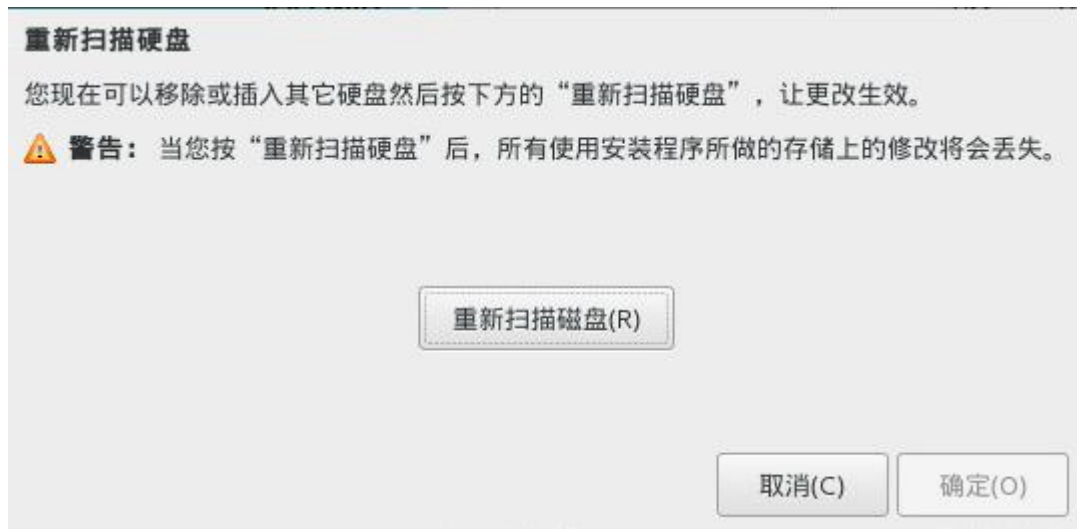 重新扫描硬盘
您现在可以移除或插入其它硬盘然后按下方的“重新扫描硬盘”，让更改生效。
警告： 当您按“重新扫描硬盘”后，所有使用安装程序所做的存储上的修改将会丢失。
重新扫描磁盘(R)
取消(C) 确定(O)